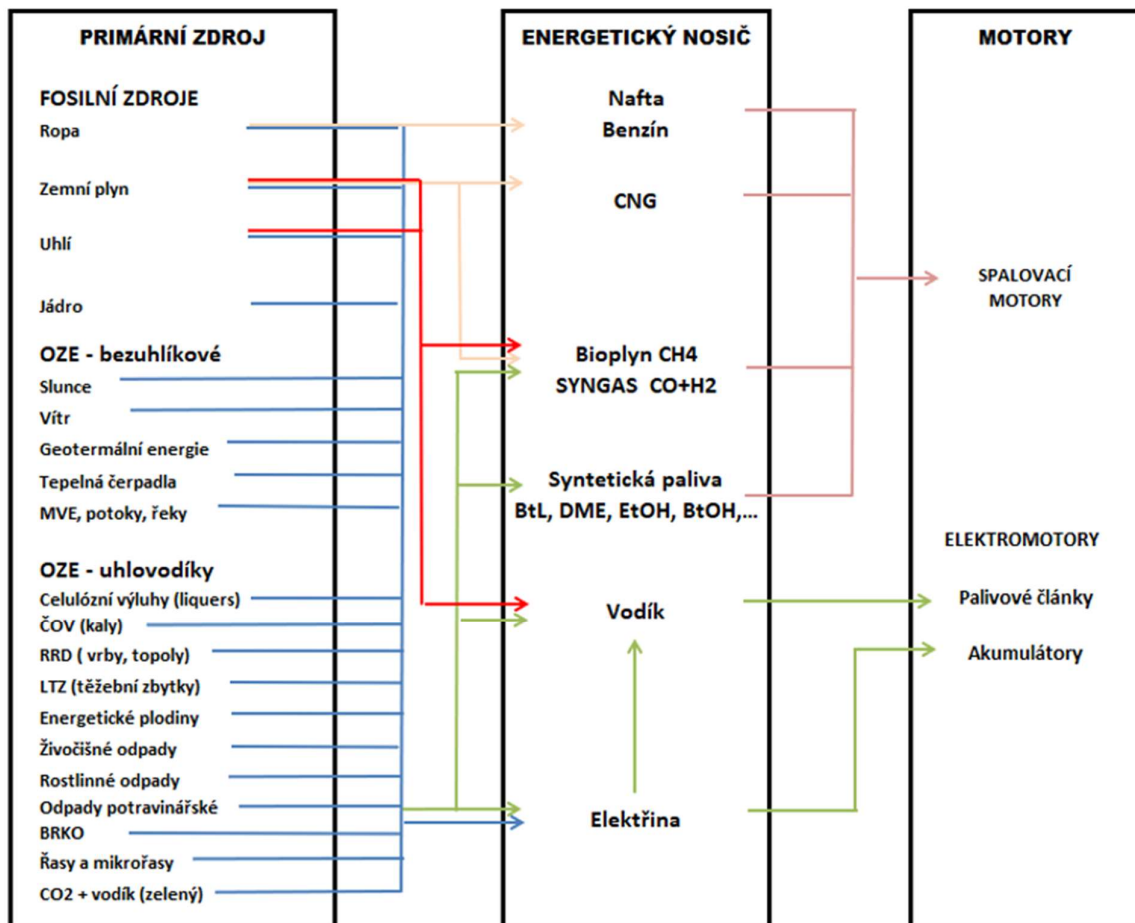 PRIMÁRNÍ ZDROJ
FOSILNÍ ZDROJE
Ropa
Zemní plyn
Uhlí
Jádro
OZE - bezuhlíkové
Slunce
Vítr
Geotermální energie
Tepelná čerpadla
MVE, potoky, řeky
OZE - uhlovodíky
Celulózní výluhy (liquers)
ČOV (kaly)
RRD ( vrby, topoly)
LTZ (těžební zbytky)
Energetické plodiny
Živočišné odpady
Rostlinné odpady
Odpady potravinářské
BRKO
Řasy a mikrořasy
CO2 + vodík (zelený)
ENERGETICKÝ NOSIČ
Nafta
Benzín
CNG
Bioplyn CH4
SYNGAS CO+H2
Syntetická paliva
BtL, DME, EtOH, BtOH,...
Vodík
Elektřina
MOTORY
SPALOVACÍ
MOTORY
ELEKTROMOTORY
Palivové články
Akumulátory